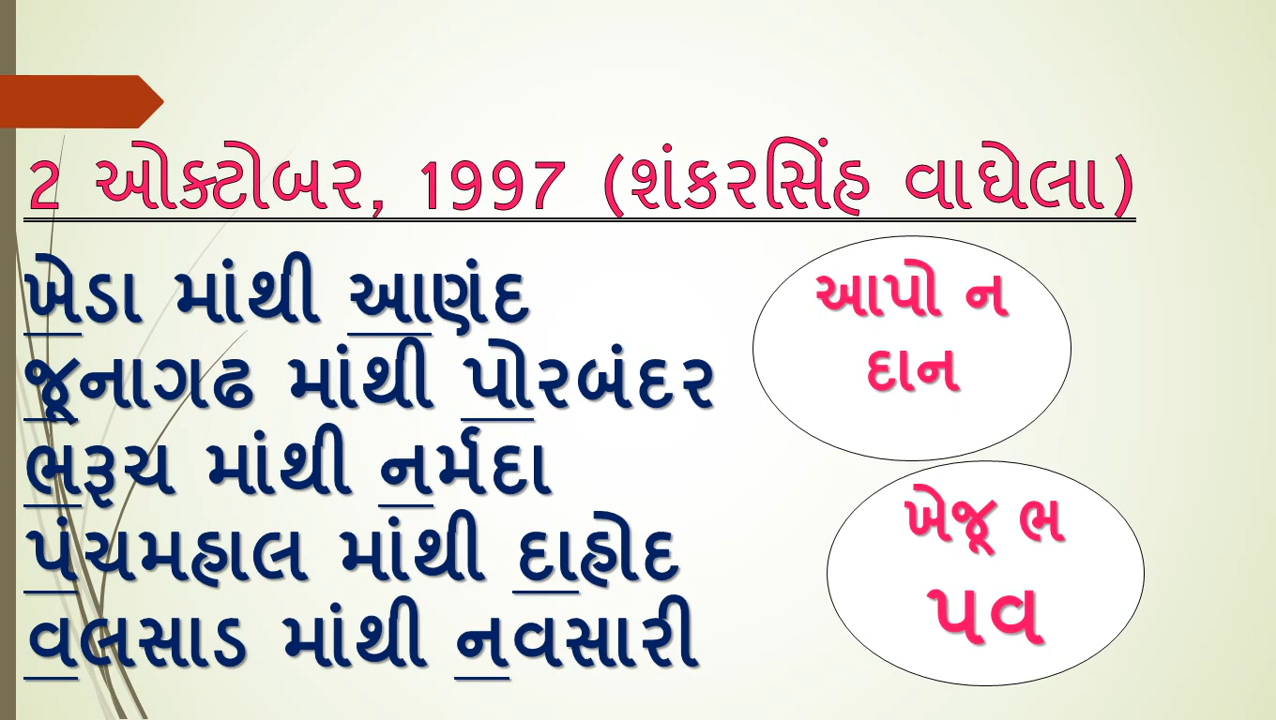 2 ઓક્ટોબર, 1997 (શંકરસિંહ વાઘેલા)
ખેડા માંથી આણંદ
જૂનાગઢ માંથી પોરબંદર
ભરૂચ માંથી નર્મદા
પંચમહાલ માંથી દાહોદ
વલસાડ માંથી નવસારી
આપો ન
દાન
ખેજૂ ભ
પવ